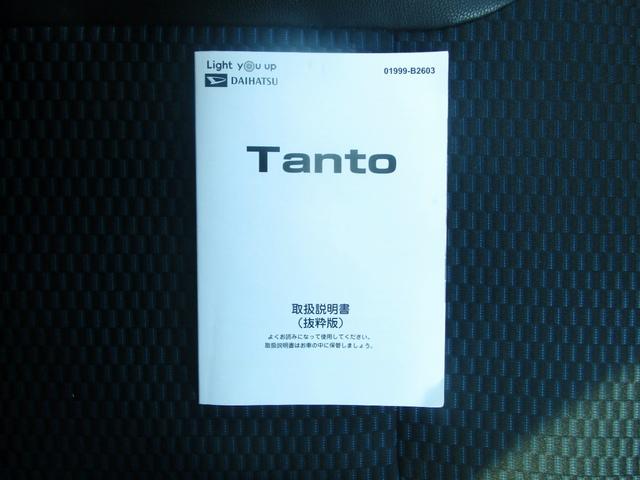 Light you up
DAIHATSU
01999-B2603
Tanto
取扱説明書
（抜粋版）
よくお読みになって使用してください。
取扱説明書はお車の中に保管しましょう。